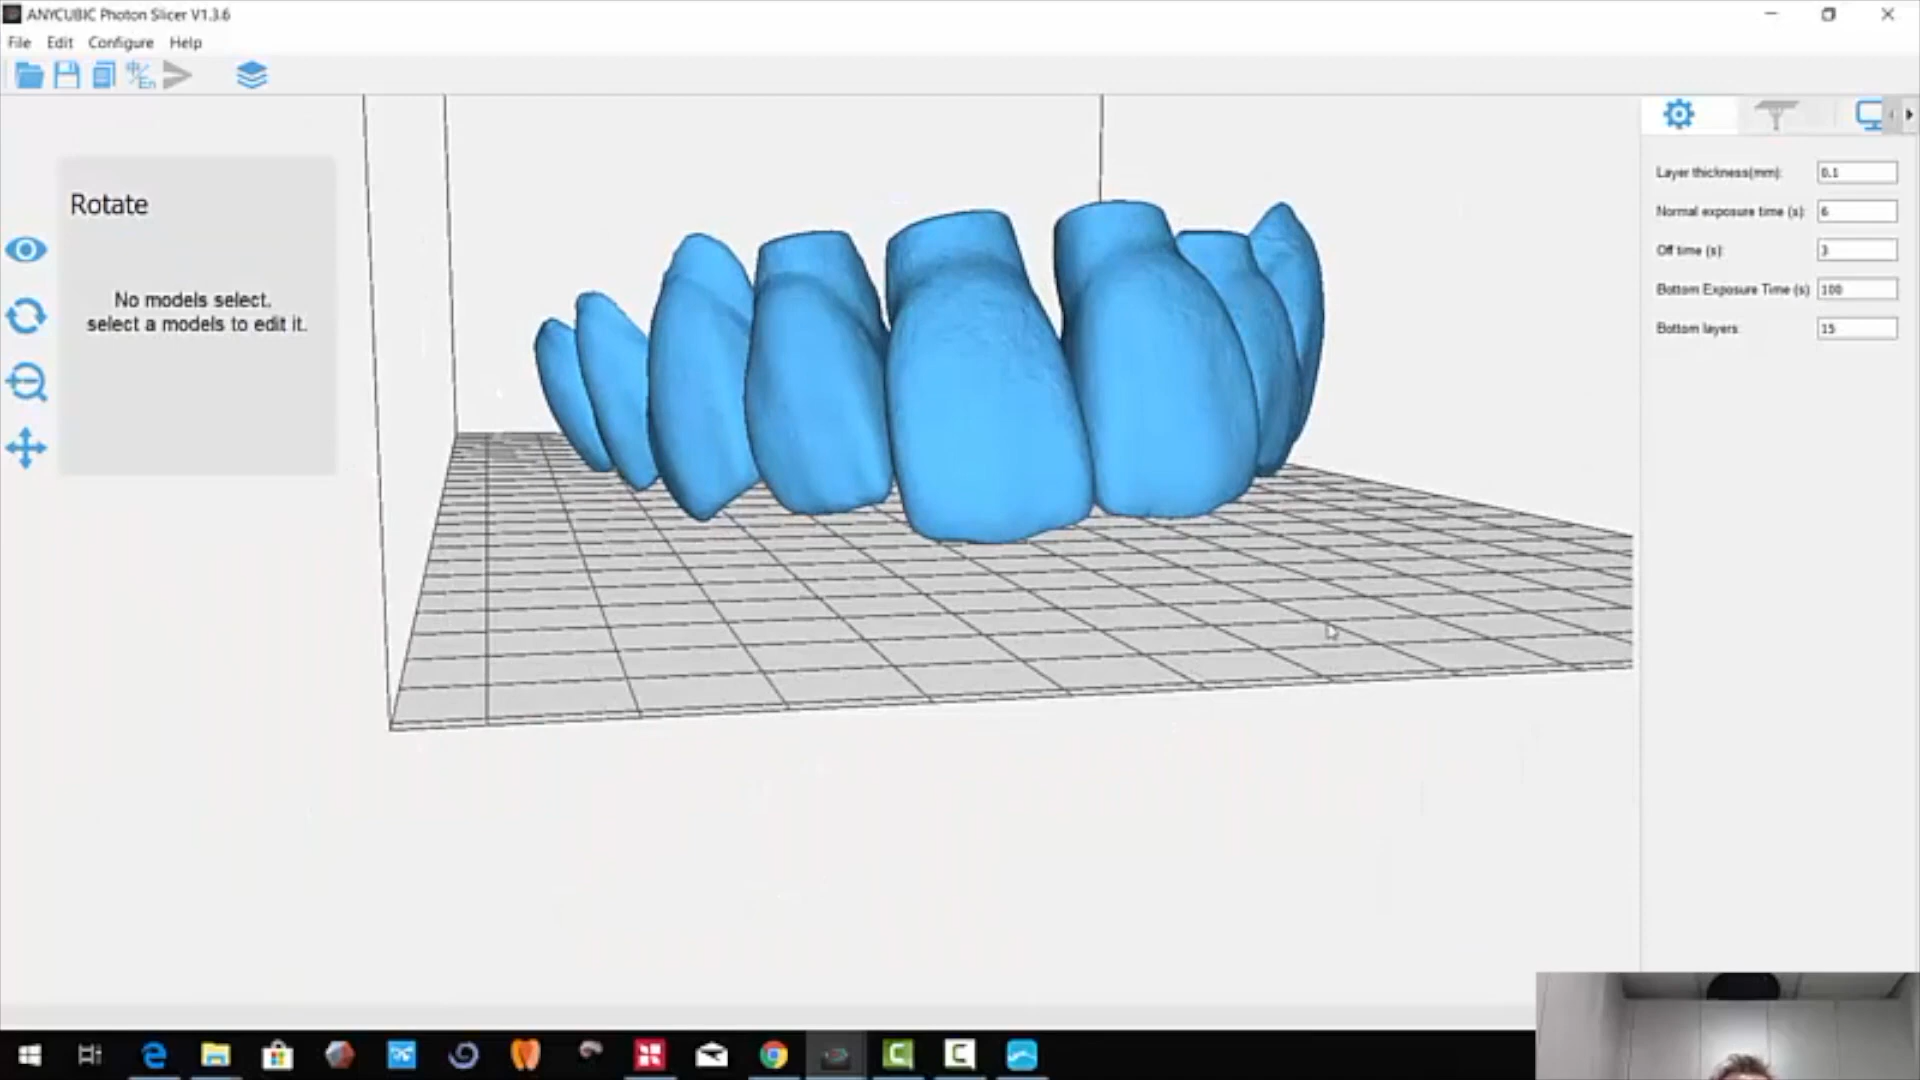 ANYCUBIC Photon Slicer V1.3.6
File Edit Configure Help
中/En
Rotate
No models select.
select a models to edit it.
Layer thickness(mm): 0.1
Normal exposure time (s): 6
Off time (s): 3
Bottom Exposure Time (s) 100
Bottom layers: 15